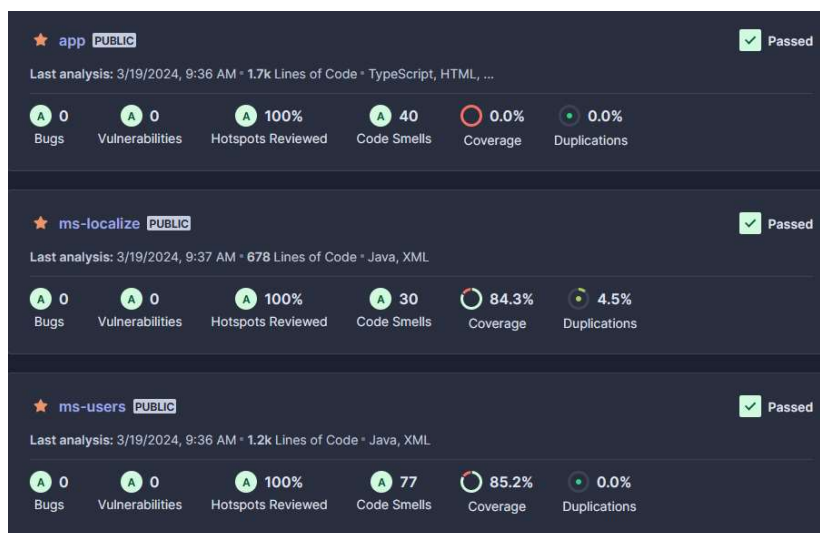 app PUBLIC Passed
Last analysis: 3/19/2024, 9:36 AM • 1.7k Lines of Code • TypeScript, HTML, ...
A 0 A 0 A 100% A 40 0.0% 0.0%
Bugs Vulnerabilities Hotspots Reviewed Code Smells Coverage Duplications
ms-localize PUBLIC Passed
Last analysis: 3/19/2024, 9:37 AM • 678 Lines of Code • Java, XML
A 0 A 0 A 100% A 30 84.3% 4.5%
Bugs Vulnerabilities Hotspots Reviewed Code Smells Coverage Duplications
ms-users PUBLIC Passed
Last analysis: 3/19/2024, 9:36 AM • 1.2k Lines of Code • Java, XML
A 0 A 0 A 100% A 77 85.2% 0.0%
Bugs Vulnerabilities Hotspots Reviewed Code Smells Coverage Duplications